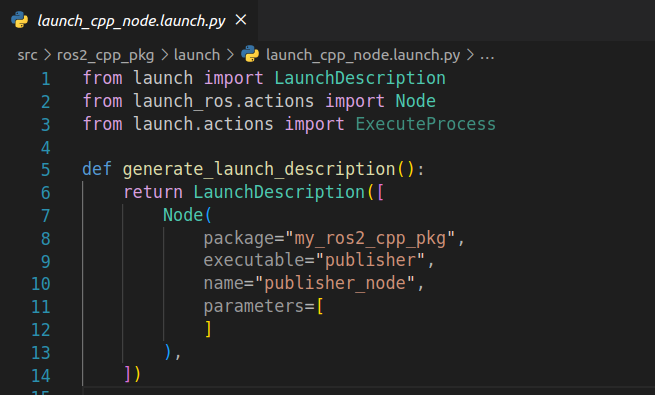 launch_cpp_node.launch.py ×
src > ros2_cpp_pkg > launch > launch_cpp_node.launch.py > ...
1 from launch import LaunchDescription
2 from launch_ros.actions import Node
3 from launch.actions import ExecuteProcess
4
5 def generate_launch_description():
6     return LaunchDescription([
7         Node(
8             package="my_ros2_cpp_pkg",
9             executable="publisher",
10             name="publisher_node",
11             parameters=[
12             ]
13         ),
14     ])
15